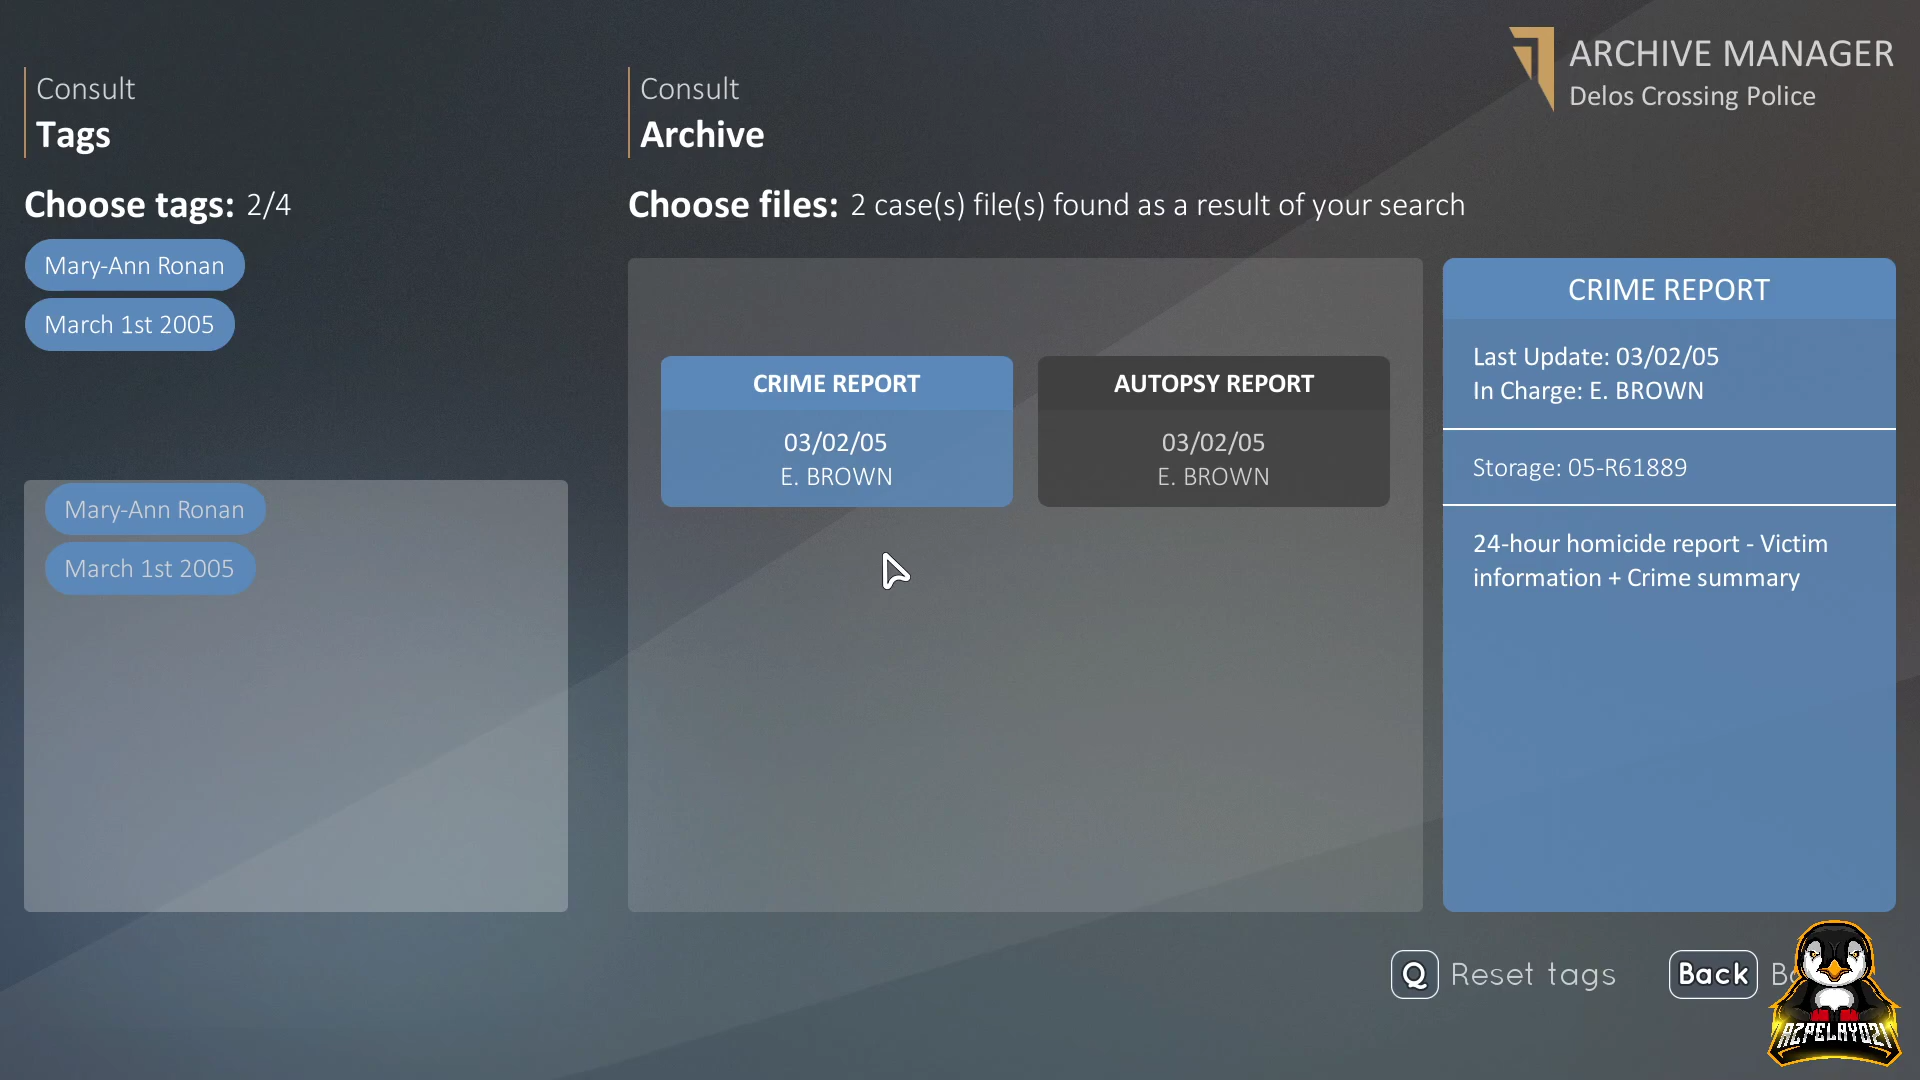 Consult
Tags
Choose tags: 2/4
Mary-Ann Ronan
March 1st 2005
Mary-Ann Ronan
March 1st 2005
Consult
Archive
Choose files: 2 case(s) file(s) found as a result of your search
CRIME REPORT
03/02/05
E. BROWN
AUTOPSY REPORT
03/02/05
E. BROWN
ARCHIVE MANAGER
Delos Crossing Police
CRIME REPORT
Last Update: 03/02/05
In Charge: E. BROWN
Storage: 05-R61889
24-hour homicide report - Victim
information + Crime summary
Q Reset tags
Back
AZPELAYO21